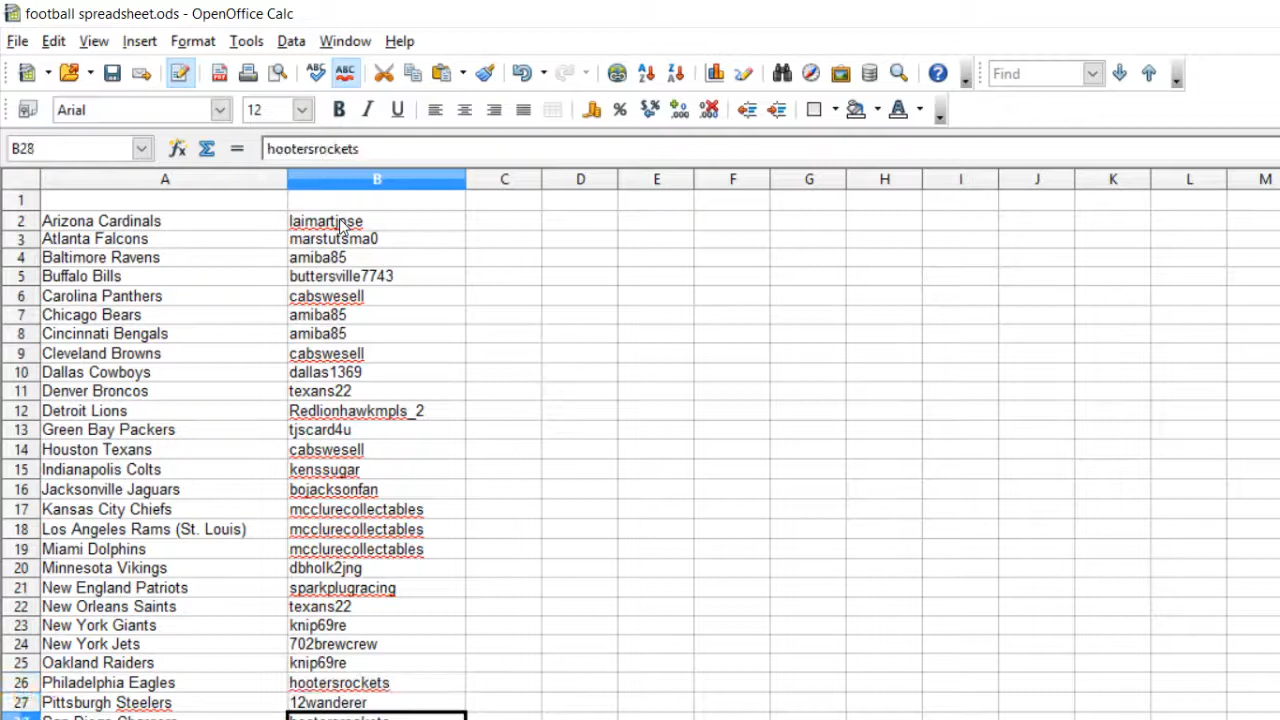 football spreadsheet.ods - OpenOffice Calc
File Edit View Insert Format Tools Data Window Help
ABC ABC Find
Arial 12 B I U
B28 hootersrockets
A B C D E F G H I J K L M
1
2 Arizona Cardinals
3 Atlanta Falcons marstutsma0
4 Baltimore Ravens amiba85
5 Buffalo Bills buttersville7743
6 Carolina Panthers cabswesell
7 Chicago Bears amiba85
8 Cincinnati Bengals amiba85
9 Cleveland Browns cabswesell
10 Dallas Cowboys dallas1369
11 Denver Broncos texans22
12 Detroit Lions Redlionhawkmpls_2
13 Green Bay Packers tjscard4u
14 Houston Texans cabswesell
15 Indianapolis Colts kenssugar
16 Jacksonville Jaguars bojacksonfan
17 Kansas City Chiefs mcclurecollectables
18 Los Angeles Rams (St. Louis) mcclurecollectables
19 Miami Dolphins mcclurecollectables
20 Minnesota Vikings dbholk2jng
21 New England Patriots sparkplugracing
22 New Orleans Saints texans22
23 New York Giants knip69re
24 New York Jets 702brewcrew
25 Oakland Raiders knip69re
26 Philadelphia Eagles hootersrockets
27 Pittsburgh Steelers 12wanderer